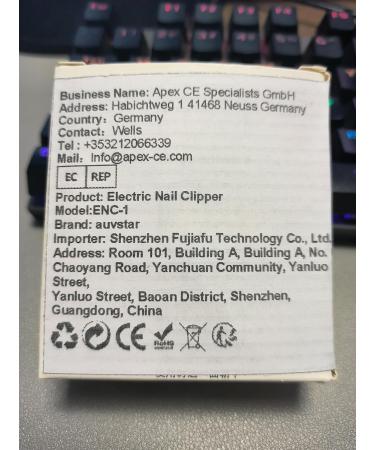 Business Name: Apex CE Specialists GmbH
Address: Habichtweg 1 41468 Neuss Germany
Country： Germany
Contact: Wells
Tel : +353212066339
Mail： Info@apex-ce.com
EC REP
Product: Electric Nail Clipper
Model:ENC-1
Brand: auvstar
Importer: Shenzhen Fujiafu Technology Co., Ltd.
Address: Room 101, Building A, Building A, No.
Chaoyang Road, Yanchuan Community, Yanluo
Street,
Yanluo Street, Baoan District, Shenzhen,
Guangdong, China
CE RoHS